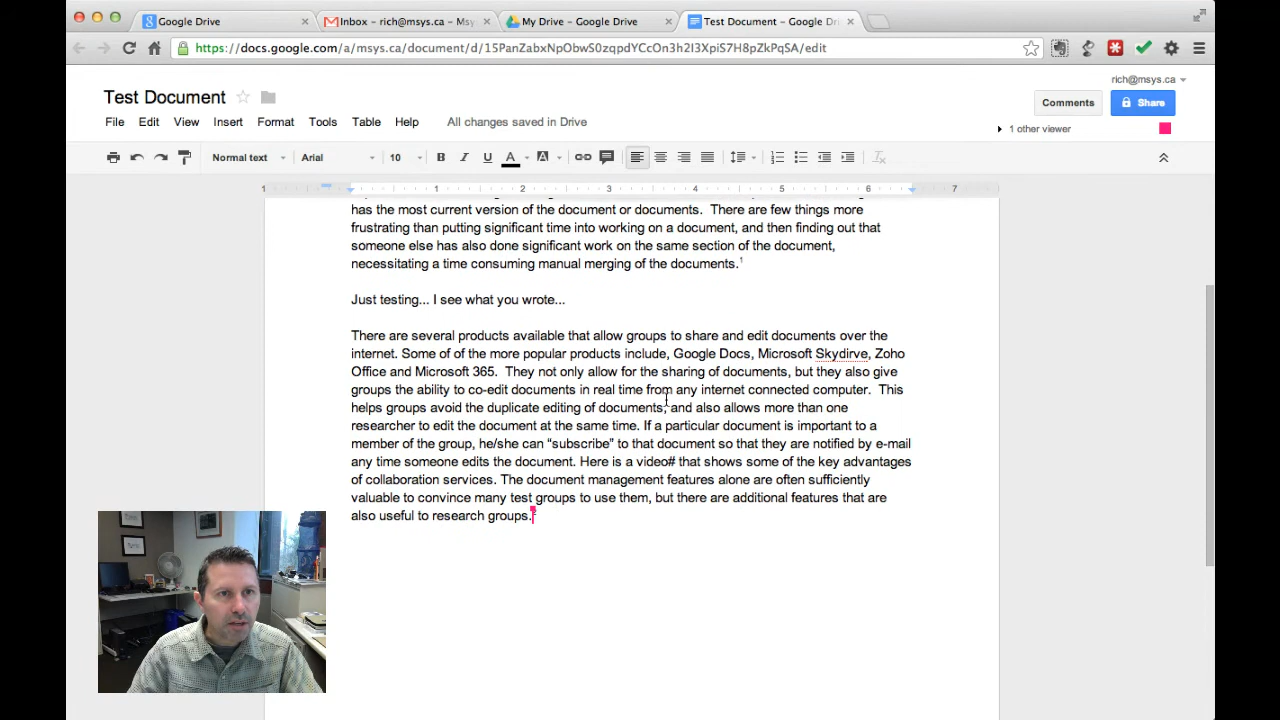 Google Drive
Inbox – rich@msys.ca – Msy
My Drive – Google Drive
Test Document – Google Dri
https://docs.google.com/a/msys.ca/document/d/15PanZabxNpObwS0zqpdYCcOn3h2I3XpiS7H8pZkPqSA/edit
rich@msys.ca
Test Document
Comments
Share
File Edit View Insert Format Tools Table Help All changes saved in Drive
1 other viewer
Normal text Arial 10 B I U A A
1 1 2 3 4 5 6 7
has the most current version of the document or documents. There are few things more
frustrating than putting significant time into working on a document, and then finding out that
someone else has also done significant work on the same section of the document,
necessitating a time consuming manual merging of the documents.1
Just testing... I see what you wrote...
There are several products available that allow groups to share and edit documents over the
internet. Some of of the more popular products include, Google Docs, Microsoft Skydirve, Zoho
Office and Microsoft 365. They not only allow for the sharing of documents, but they also give
groups the ability to co-edit documents in real time from any internet connected computer. This
helps groups avoid the duplicate editing of documents, and also allows more than one
researcher to edit the document at the same time. If a particular document is important to a
member of the group, he/she can “subscribe” to that document so that they are notified by e-mail
any time someone edits the document. Here is a video# that shows some of the key advantages
of collaboration services. The document management features alone are often sufficiently
valuable to convince many test groups to use them, but there are additional features that are
also useful to research groups.